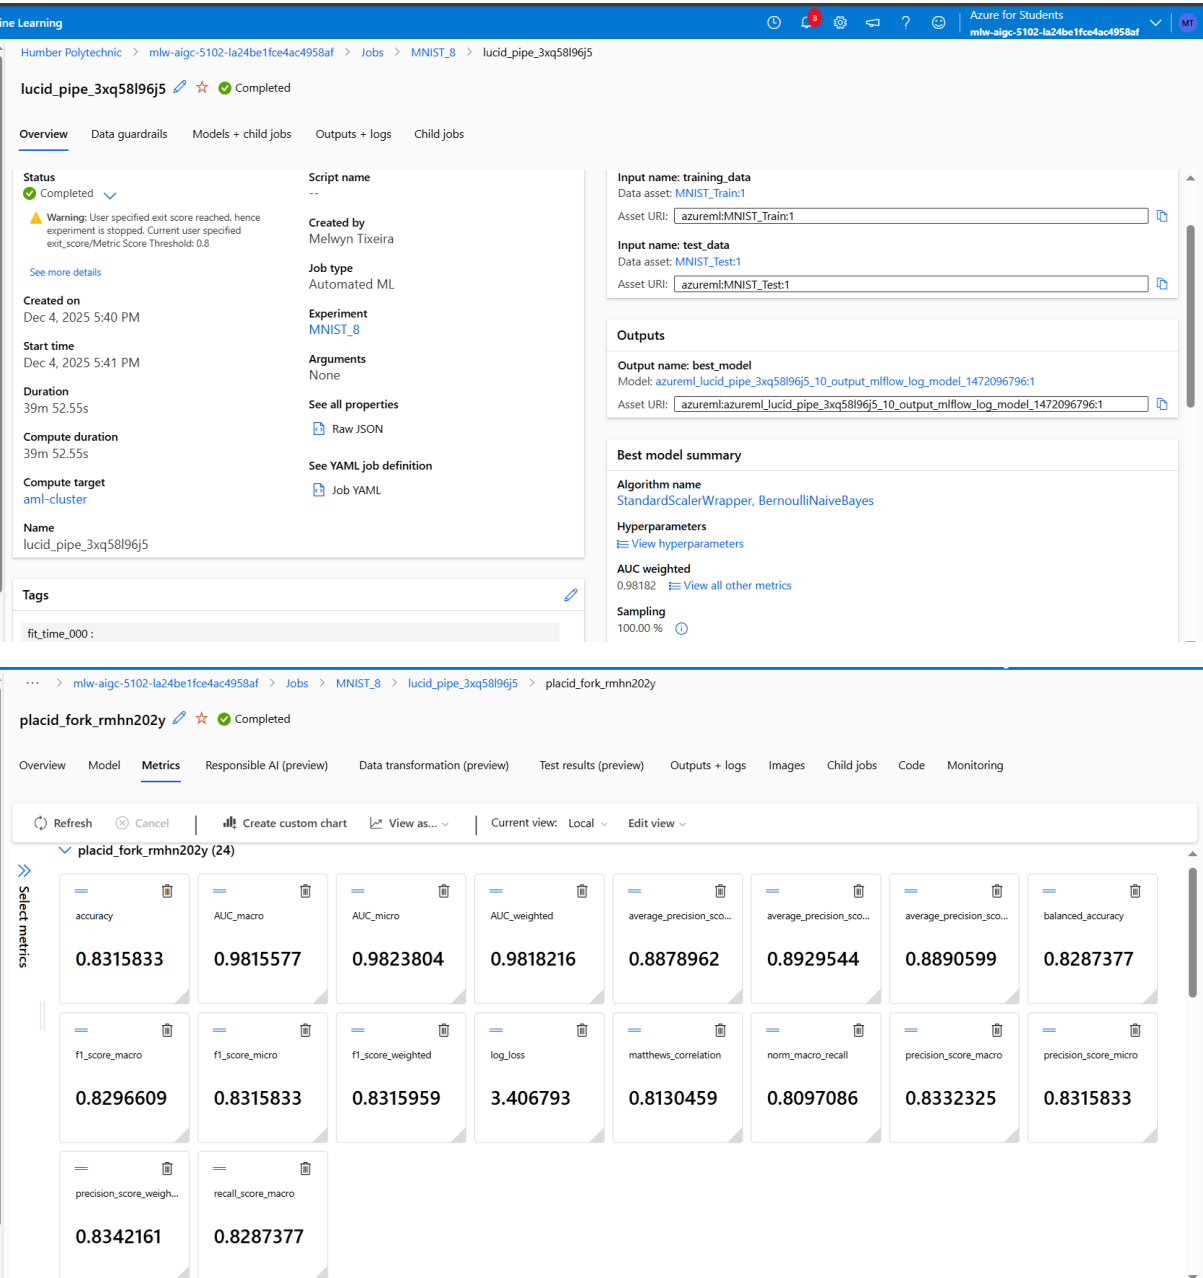 ine Learning
8
Azure for Students
mlw-aigc-5102-la24be1fce4ac4958af
MT
Humber Polytechnic > mlw-aigc-5102-la24be1fce4ac4958af > Jobs > MNIST_8 > lucid_pipe_3xq58l96j5
lucid_pipe_3xq58l96j5 Completed
Overview Data guardrails Models + child jobs Outputs + logs Child jobs
Status
Completed
Warning: User specified exit score reached, hence
experiment is stopped. Current user specified
exit_score/Metric Score Threshold: 0.8
See more details
Created on
Dec 4, 2025 5:40 PM
Start time
Dec 4, 2025 5:41 PM
Duration
39m 52.55s
Compute duration
39m 52.55s
Compute target
aml-cluster
Name
lucid_pipe_3xq58l96j5
Script name
--
Created by
Melwyn Tixeira
Job type
Automated ML
Experiment
MNIST_8
Arguments
None
See all properties
Raw JSON
See YAML job definition
Job YAML
Tags
fit_time_000 :
Input name: training_data
Data asset: MNIST_Train:1
Asset URI: azureml:MNIST_Train:1
Input name: test_data
Data asset: MNIST_Test:1
Asset URI: azureml:MNIST_Test:1
Outputs
Output name: best_model
Model: azureml_lucid_pipe_3xq58l96j5_10_output_mlflow_log_model_1472096796:1
Asset URI: azureml:azureml_lucid_pipe_3xq58l96j5_10_output_mlflow_log_model_1472096796:1
Best model summary
Algorithm name
StandardScalerWrapper, BernoulliNaiveBayes
Hyperparameters
View hyperparameters
AUC weighted
0.98182 View all other metrics
Sampling
100.00 %
... > mlw-aigc-5102-la24be1fce4ac4958af > Jobs > MNIST_8 > lucid_pipe_3xq58l96j5 > placid_fork_rmhn202y
placid_fork_rmhn202y Completed
Overview Model Metrics Responsible AI (preview) Data transformation (preview) Test results (preview) Outputs + logs Images Child jobs Code Monitoring
Refresh Cancel Create custom chart View as... Current view: Local Edit view
placid_fork_rmhn202y (24)
Select metrics
accuracy AUC_macro AUC_micro AUC_weighted average_precision_sco... average_precision_sco... average_precision_sco... balanced_accuracy
0.8315833 0.9815577 0.9823804 0.9818216 0.8878962 0.8929544 0.8890599 0.8287377
f1_score_macro f1_score_micro f1_score_weighted log_loss matthews_correlation norm_macro_recall precision_score_macro precision_score_micro
0.8296609 0.8315833 0.8315959 3.406793 0.8130459 0.8097086 0.8332325 0.8315833
precision_score_weigh... recall_score_macro
0.8342161 0.8287377